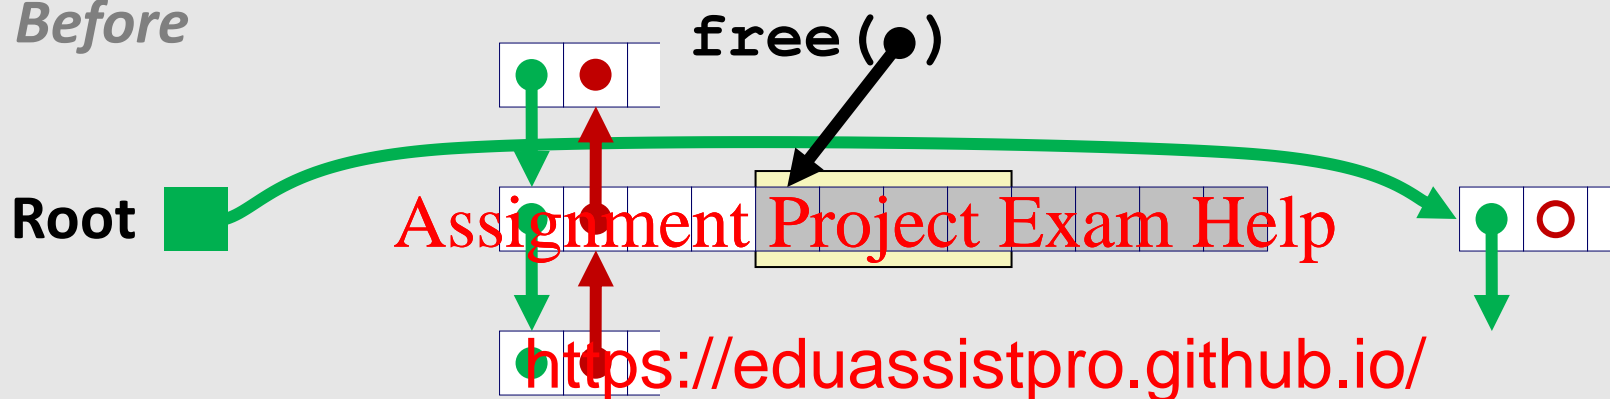 Before
free( )
Root
Assignment Project Exam Help
https://eduassistpro.github.io/